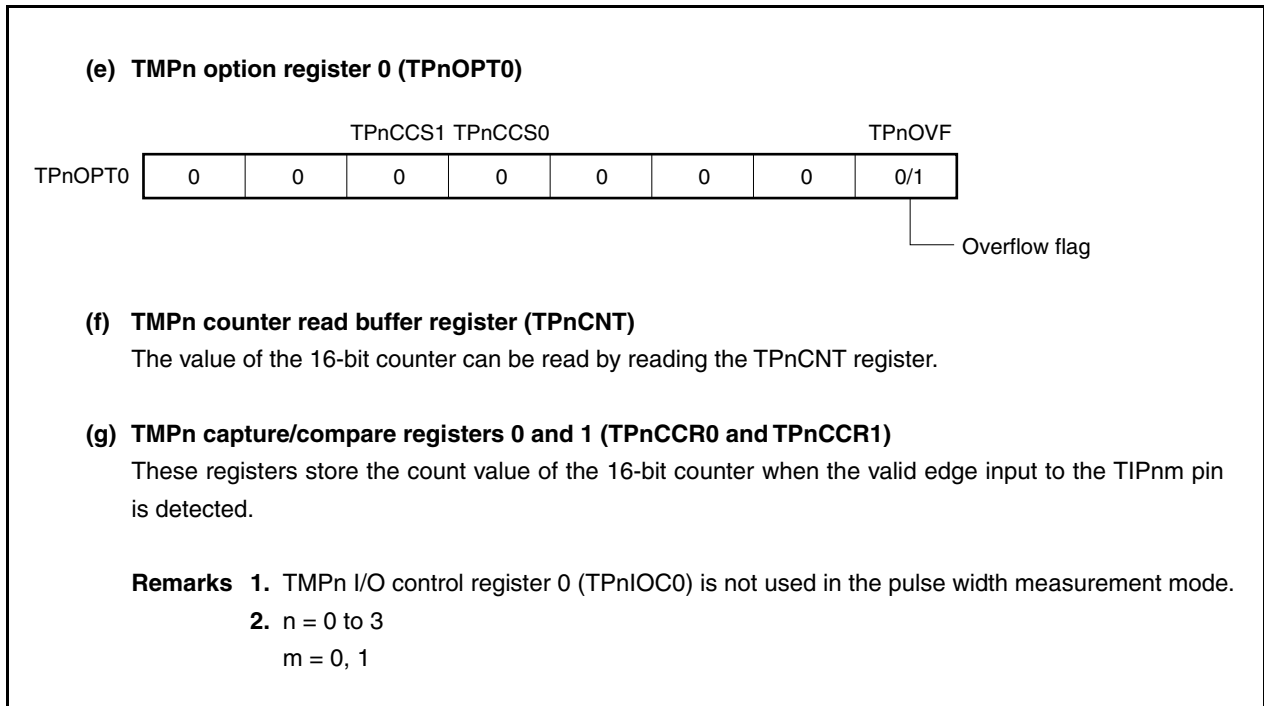 (e) TMPn option register 0 (TPnOPT0)
TPnCCS1 TPnCCS0 TPnOVF
TPnOPT0 0 0 0 0 0 0 0 0/1
Overflow flag
(f) TMPn counter read buffer register (TPnCNT)
The value of the 16-bit counter can be read by reading the TPnCNT register.
(g) TMPn capture/compare registers 0 and 1 (TPnCCR0 and TPnCCR1)
These registers store the count value of the 16-bit counter when the valid edge input to the TIPnm pin
is detected.
Remarks 1. TMPn I/O control register 0 (TPnIOC0) is not used in the pulse width measurement mode.
2. n = 0 to 3
m = 0, 1